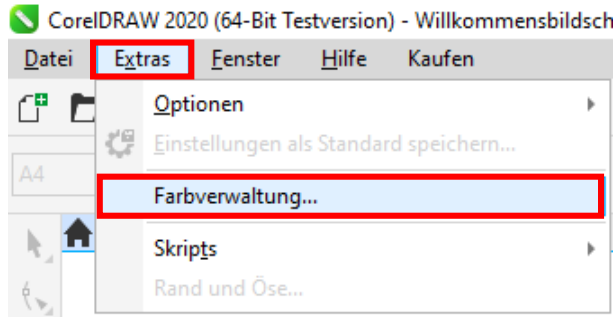 CorelDRAW 2020 (64-Bit Testversion) - Willkommensbildsch
Datei Extras Fenster Hilfe Kaufen
Optionen
Einstellungen als Standard speichern...
A4
Farbverwaltung...
Skripts
Rand und Öse...